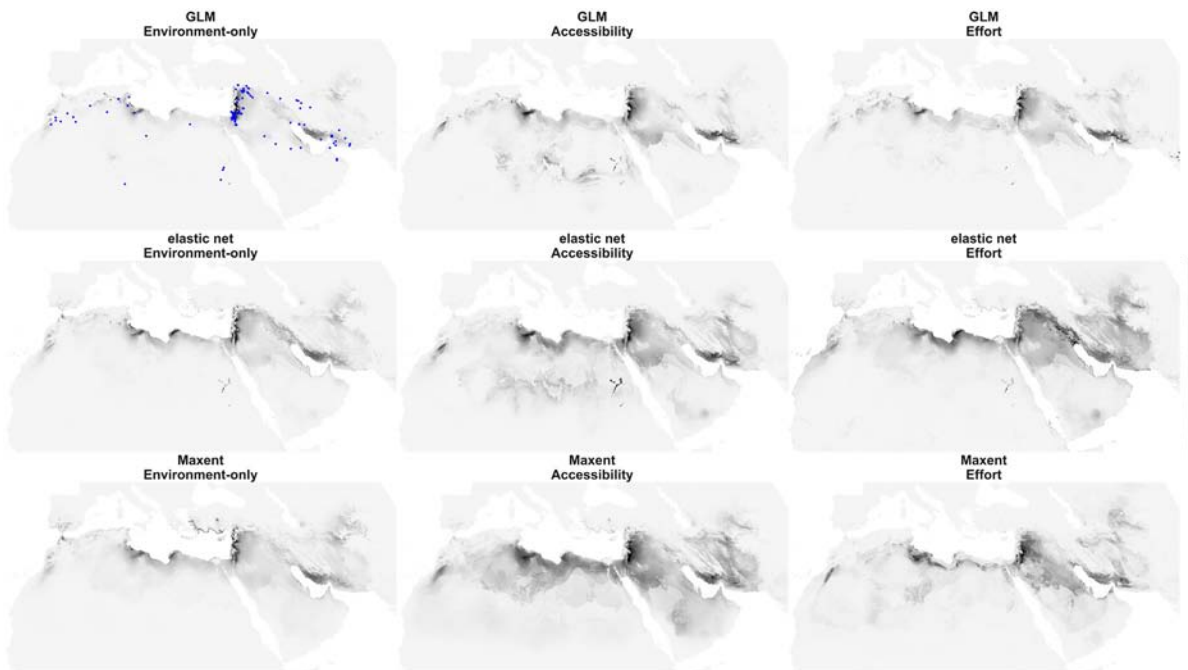 GLM
Environment-only
GLM
Accessibility
GLM
Effort
elastic net
Environment-only
elastic net
Accessibility
elastic net
Effort
Maxent
Environment-only
Maxent
Accessibility
Maxent
Effort